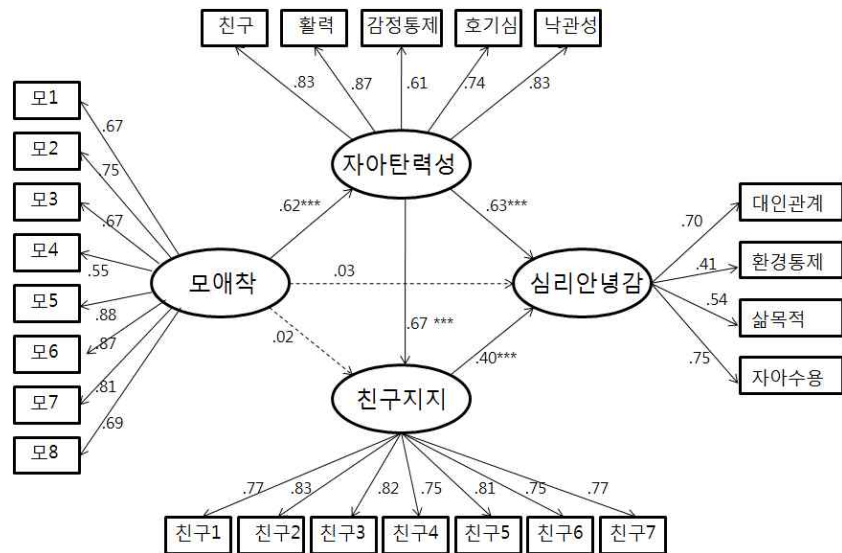 친구 활력 감정통제 호기심 낙관성
.83 .87 .61 .74 .83
모1
.67
모2
.75
모3
.67
모4
.55
모5
.88
모6
.87
모7
.81
모8
.69
자아탄력성
.62***
.63***
모애착
.03
심리안녕감
.02
.67 ***
.40***
친구지지
.70
대인관계
.41
환경통제
.54
삶목적
.75
자아수용
.77 .83 .82 .75 .81 .75 .77
친구1 친구2 친구3 친구4 친구5 친구6 친구7